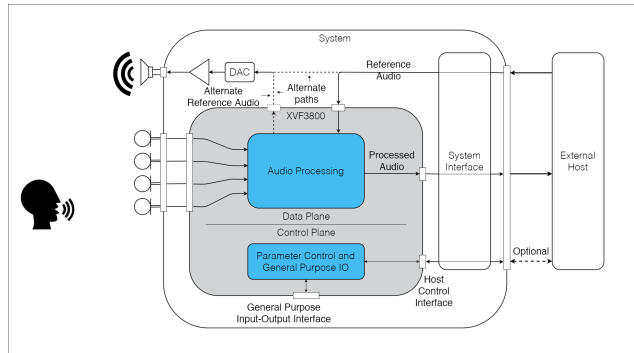 System
DAC
Reference
Audio
Alternate
Reference Audio
Alternate
paths
XVF3800
Audio Processing
Processed
Audio
System
Interface
External
Host
Data Plane
Control Plane
Parameter Control and
General Purpose IO
Optional
Host
Control
Interface
General Purpose
Input-Output Interface